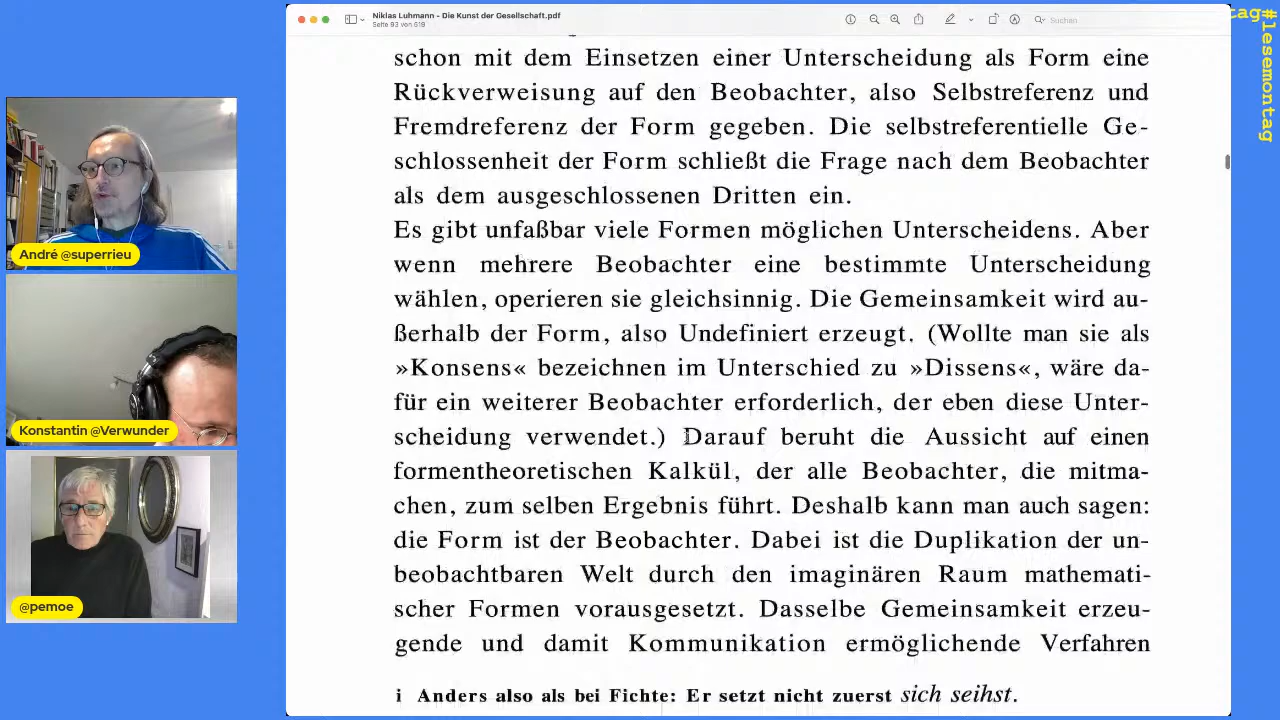 Niklas Luhmann - Die Kunst der Gesellschaft.pdf
Seite 93 von 519
Suchen
tag#lesemontag
schon mit dem Einsetzen einer Unterscheidung als Form eine
Rückverweisung auf den Beobachter, also Selbstreferenz und
Fremdreferenz der Form gegeben. Die selbstreferentielle Ge-
schlossenheit der Form schließt die Frage nach dem Beobachter
als dem ausgeschlossenen Dritten ein.
Es gibt unfaßbar viele Formen möglichen Unterscheidens. Aber
wenn mehrere Beobachter eine bestimmte Unterscheidung
wählen, operieren sie gleichsinnig. Die Gemeinsamkeit wird au-
ßerhalb der Form, also Undefiniert erzeugt. (Wollte man sie als
»Konsens« bezeichnen im Unterschied zu »Dissens«, wäre da-
für ein weiterer Beobachter erforderlich, der eben diese Unter-
scheidung verwendet.) Darauf beruht die Aussicht auf einen
formentheoretischen Kalkül, der alle Beobachter, die mitma-
chen, zum selben Ergebnis führt. Deshalb kann man auch sagen:
die Form ist der Beobachter. Dabei ist die Duplikation der un-
beobachtbaren Welt durch den imaginären Raum mathemati-
scher Formen vorausgesetzt. Dasselbe Gemeinsamkeit erzeu-
gende und damit Kommunikation ermöglichende Verfahren
i Anders also als bei Fichte: Er setzt nicht zuerst sich seihst.
André @superrieu
Konstantin @Verwunder
@pemoe